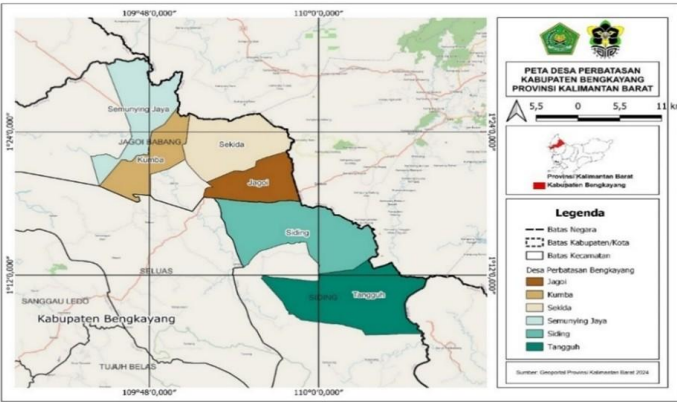 109°48'0,000"
110°0'0,000"
1°24'0,000"
1°12'0,000"
Semunying Jaya
JAGOI BABANG
Kumba
Sekida
Jagoi
Siding
SELUAS
SANGGAU LEDO
SIDING
Tangguh
Kabupaten Bengkayang
TUJUH BELAS
1°24'0,000"
1°12'0,000"
109°48'0,000"
110°0'0,000"
PETA DESA PERBATASAN
KABUPATEN BENGKAYANG
PROVINSI KALIMANTAN BARAT
5,5 0 5,5 11 km
Provinsi Kalimantan Barat
Kabupaten Bengkayang
Legenda
Batas Negara
Batas Kabupaten/Kota
Batas Kecamatan
Desa Perbatasan Bengkayang
Jagoi
Kumba
Sekida
Semunying Jaya
Siding
Tangguh
Sumber: Geoportal Provinsi Kalimantan Barat 2024